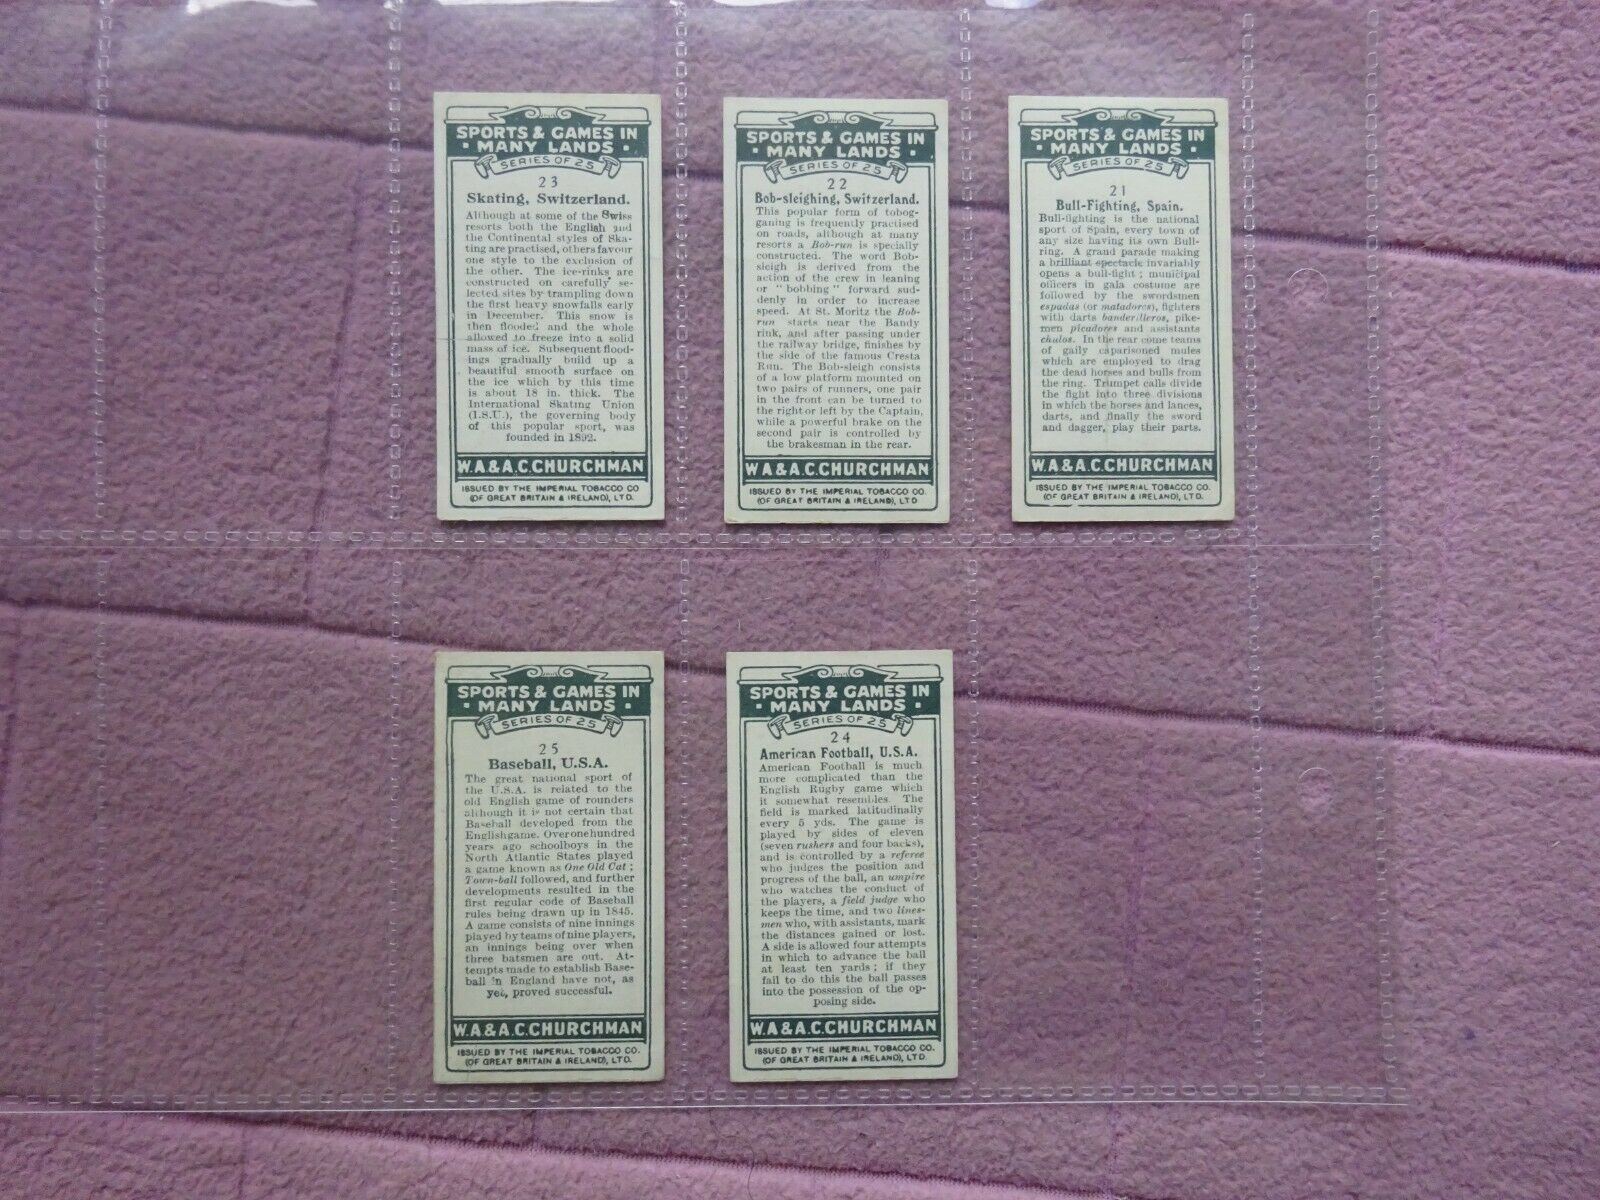 SPORTS & GAMES IN
· MANY LANDS ·
SERIES OF 25
23
Skating, Switzerland.
Although at some of the Swiss
resorts both the English and
the Continental styles of Ska-
ting are practised, others favour
one style to the exclusion of
the other. The ice-rinks are
constructed on carefully se-
lected sites by trampling down
the first heavy snowfalls early
in December. This snow is
then flooded and the whole
allowed to freeze into a solid
mass of ice. Subsequent flood-
ings gradually build up a
beautiful smooth surface on
the ice which by this time
is about 18 in. thick. The
International Skating Union
(I.S.U.), the governing body
of this popular sport, was
founded in 1892.
W.A & A.C. CHURCHMAN
ISSUED BY THE IMPERIAL TOBACCO CO.
(OF GREAT BRITAIN & IRELAND), LTD.
SPORTS & GAMES IN
· MANY LANDS ·
SERIES OF 25
22
Bob-sleighing, Switzerland.
This popular form of tobog-
ganing is frequently practised
on roads, although at many
resorts a Bob-run is specially
constructed. The word Bob-
sleigh is derived from the
action of the crew in leaning
or "bobbing" forward sud-
denly in order to increase
speed. At St. Moritz the Bob-
run starts near the Bandy
rink, and after passing under
the railway bridge, finishes by
the side of the famous Cresta
Run. The Bob-sleigh consists
of a low platform mounted on
two pairs of runners, one pair
in the front can be turned to
the right or left by the Captain,
while a powerful brake on the
second pair is controlled by
the brakesman in the rear.
W.A & A.C. CHURCHMAN
ISSUED BY THE IMPERIAL TOBACCO CO.
(OF GREAT BRITAIN & IRELAND), LTD
SPORTS & GAMES IN
· MANY LANDS ·
SERIES OF 25
21
Bull-Fighting, Spain.
Bull-fighting is the national
sport of Spain, every town of
any size having its own Bull-
ring. A grand parade making
a brilliant spectacle invariably
opens a bull-fight; municipal
officers in gala costume are
followed by the swordsmen
espadas (or matadores), fighters
with darts banderilleros, pike-
men picadores and assistants
chulos. In the rear come teams
of gaily caparisoned mules
which are employed to drag
the dead horses and bulls from
the ring. Trumpet calls divide
the fight into three divisions
in which the horses and lances,
darts, and finally the sword
and dagger, play their parts.
W.A & A.C. CHURCHMAN
ISSUED BY THE IMPERIAL TOBACCO CO.
(OF GREAT BRITAIN & IRELAND), LTD.
SPORTS & GAMES IN
· MANY LANDS ·
SERIES OF 25
25
Baseball, U.S.A.
The great national sport of
the U.S.A. is related to the
old English game of rounders
although it is not certain that
Baseball developed from the
English game. Over one hundred
years ago schoolboys in the
North Atlantic States played
a game known as One Old Cat;
Town-ball followed, and further
developments resulted in the
first regular code of Baseball
rules being drawn up in 1845.
A game consists of nine innings
played by teams of nine players,
an innings being over when
three batsmen are out. At-
tempts made to establish Base-
ball in England have not, as
yet, proved successful.
W.A & A.C. CHURCHMAN
ISSUED BY THE IMPERIAL TOBACCO CO.
(OF GREAT BRITAIN & IRELAND), LTD.
SPORTS & GAMES IN
· MANY LANDS ·
SERIES OF 25
24
American Football, U.S.A.
American Football is much
more complicated than the
English Rugby game which
it somewhat resembles. The
field is marked latitudinally
every 5 yds. The game is
played by sides of eleven
(seven rushers and four backs),
and is controlled by a referee
who judges the position and
progress of the ball, an umpire
who watches the conduct of
the players, a field judge who
keeps the time, and two lines-
men who, with assistants, mark
the distances gained or lost.
A side is allowed four attempts
in which to advance the ball
at least ten yards; if they
fail to do this the ball passes
into the possession of the op-
posing side.
W.A & A.C. CHURCHMAN
ISSUED BY THE IMPERIAL TOBACCO CO.
(OF GREAT BRITAIN & IRELAND), LTD.